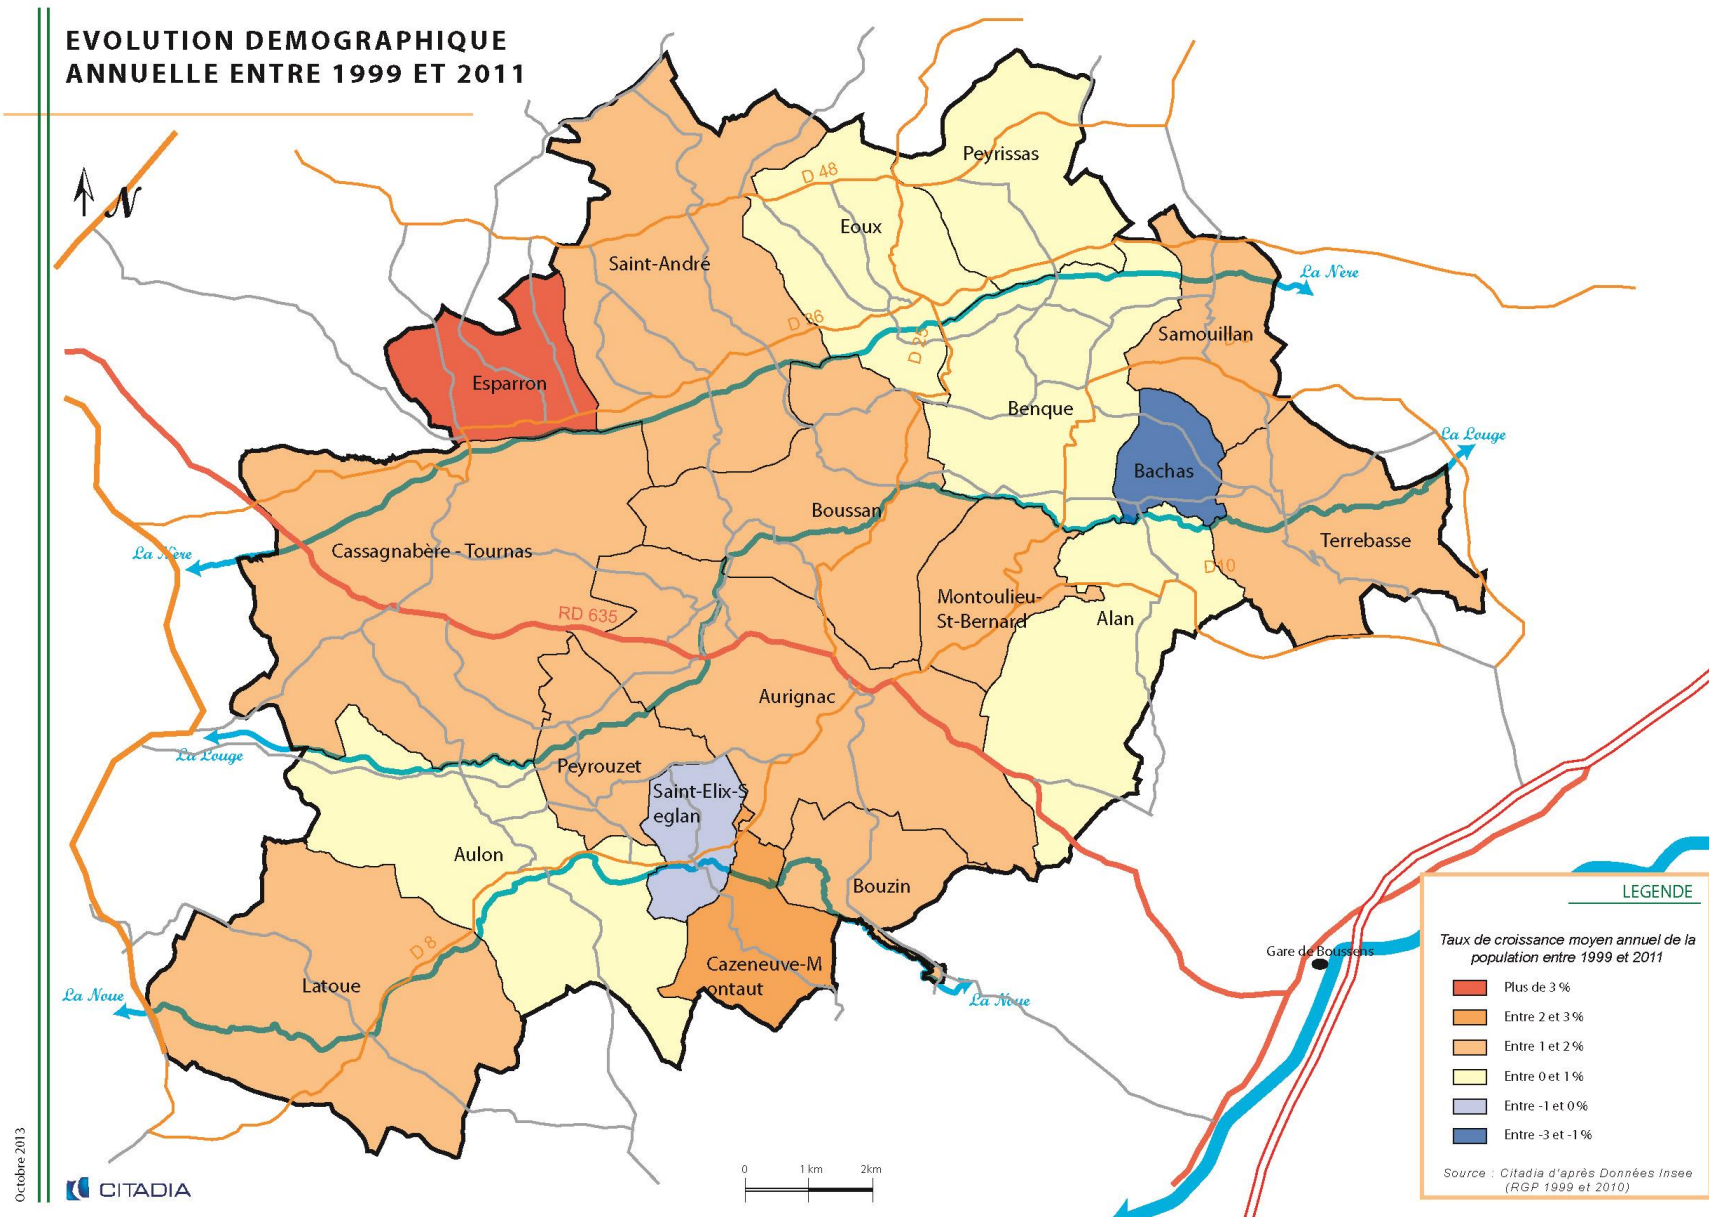 EVOLUTION DEMOGRAPHIQUE
ANNUELLE ENTRE 1999 ET 2011
N
Peyrissas
D 48
Eoux
Saint-André
La Nère
D 36
D 25
Samouillan
Esparron
Benque
La Louge
Bachas
Boussan
Terrebasse
Cassagnabère - Tournas
La Nère
D10
Montoulieu-
St-Bernard
RD 635
Alan
Aurignac
La Louge
Peyrouzet
Saint-Elix-S
eglan
Aulon
Bouzin
D 8
Cazeneuve-M
ontaut
Latoue
La Noue
La Noue
Gare de Boussens
LEGENDE
Taux de croissance moyen annuel de la
population entre 1999 et 2011
Plus de 3 %
Entre 2 et 3 %
Entre 1 et 2 %
Entre 0 et 1 %
Entre -1 et 0 %
Entre -3 et -1 %
Source : Citadia d'après Données Insee
(RGP 1999 et 2010)
0 1 km 2km
Octobre 2013
CITADIA